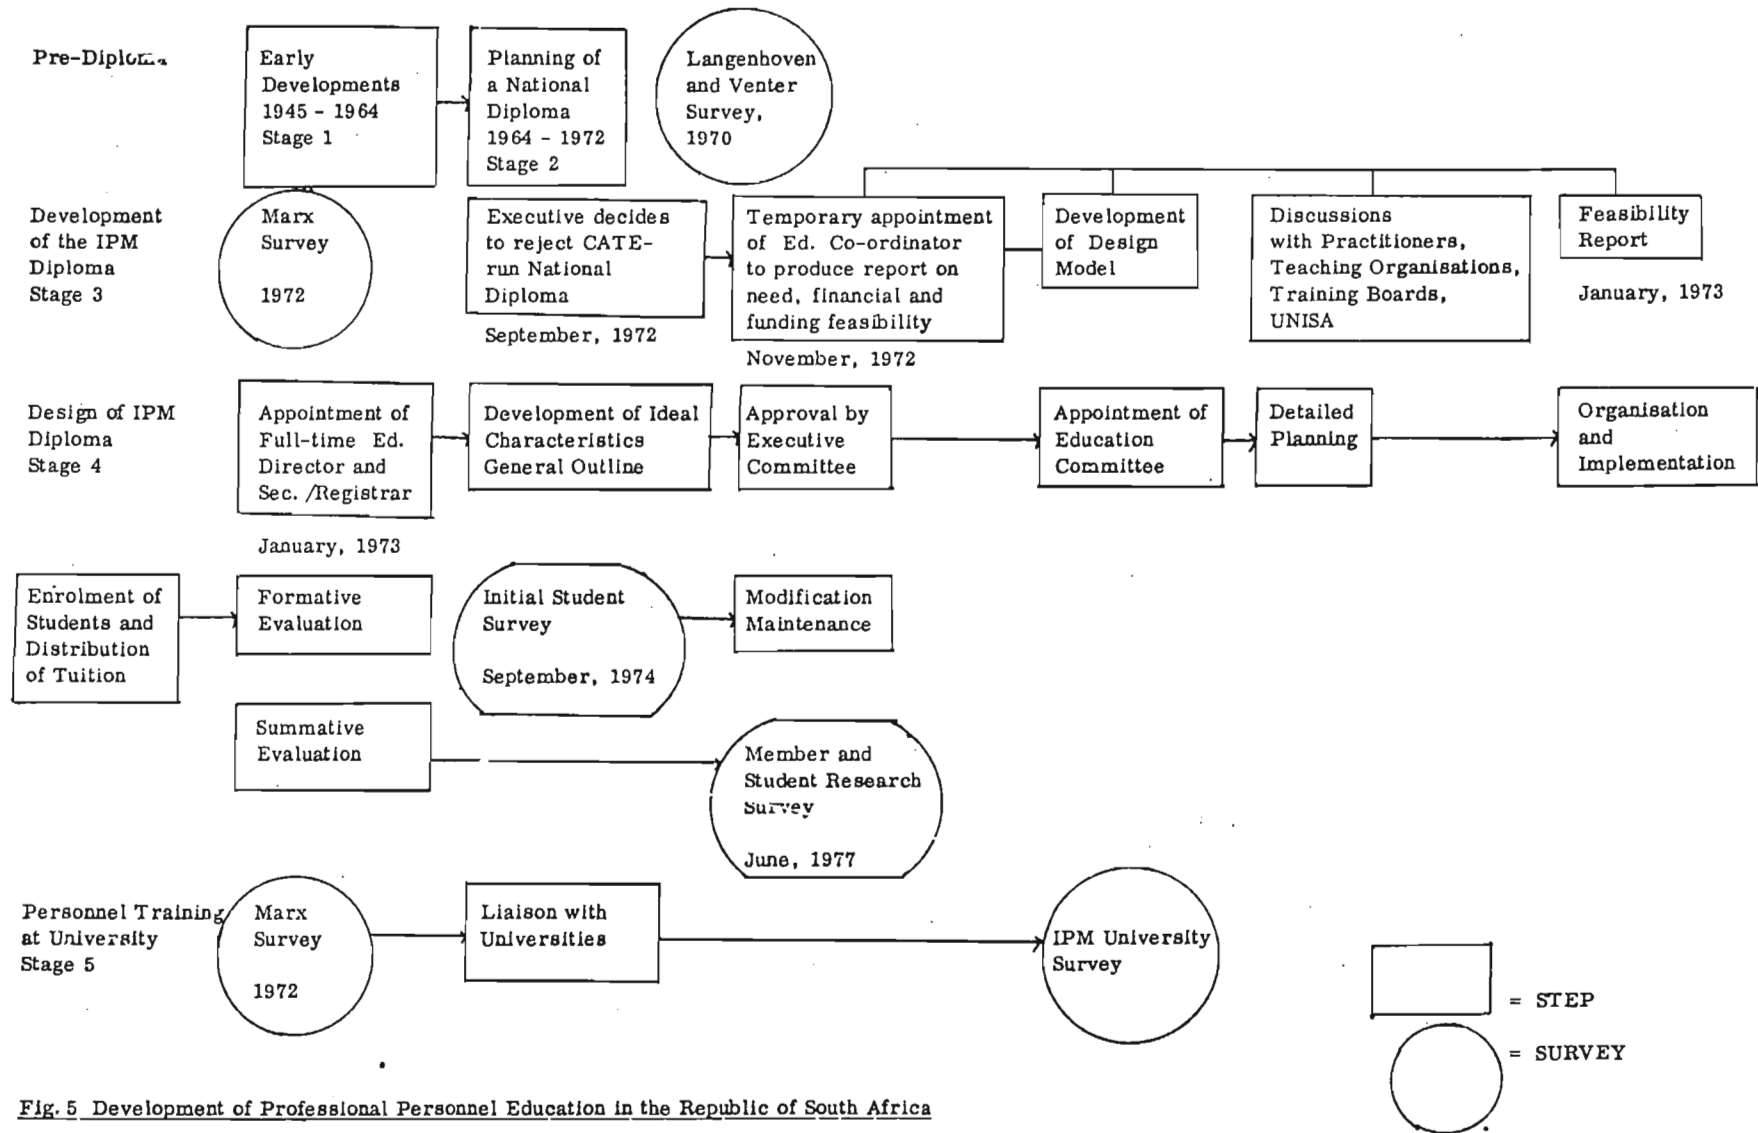 Pre-Diploma
Early
Developments
1945 - 1964
Stage 1
Planning of
a National
Diploma
1964 - 1972
Stage 2
Langenhoven
and Venter
Survey,
1970
Development
of the IPM
Diploma
Stage 3
Marx
Survey
1972
Executive decides
to reject CATE-
run National
Diploma
September, 1972
Temporary appointment
of Ed. Co-ordinator
to produce report on
need, financial and
funding feasibility
November, 1972
Development
of Design
Model
Discussions
with Practitioners,
Teaching Organisations,
Training Boards,
UNISA
Feasibility
Report
January, 1973
Design of IPM
Diploma
Stage 4
Appointment of
Full-time Ed.
Director and
Sec. /Registrar
January, 1973
Development of Ideal
Characteristics
General Outline
Approval by
Executive
Committee
Appointment of
Education
Committee
Detailed
Planning
Organisation
and
Implementation
Enrolment of
Students and
Distribution
of Tuition
Formative
Evaluation
Initial Student
Survey
September, 1974
Modification
Maintenance
Summative
Evaluation
Member and
Student Research
Survey
June, 1977
Personnel Training
at University
Stage 5
Marx
Survey
1972
Liaison with
Universities
IPM University
Survey
= STEP
= SURVEY
Fig. 5 Development of Professional Personnel Education in the Republic of South Africa